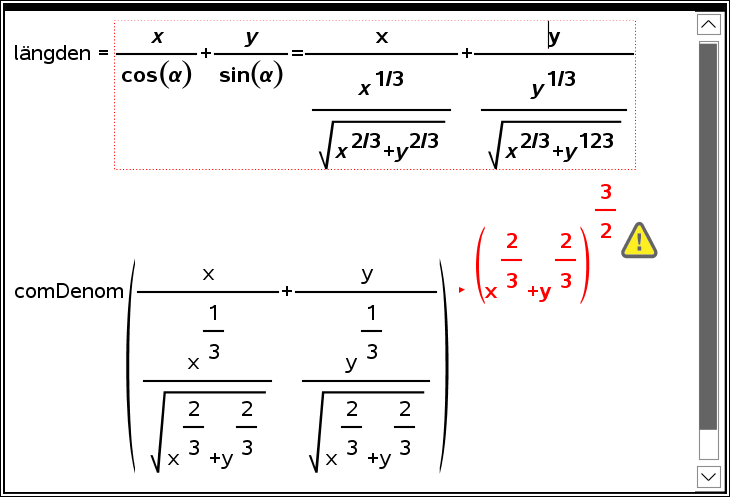 längden = x/cos(α) + y/sin(α) = x/(x^1/3/√(x^2/3+y^2/3)) + y/(y^1/3/√(x^2/3+y^123))
comDenom(x/(x^(1/3)/√(x^(2/3)+y^(2/3))) + y/(y^(1/3)/√(x^(2/3)+y^(2/3)))) ▸ (x^(2/3)+y^(2/3))^(3/2)